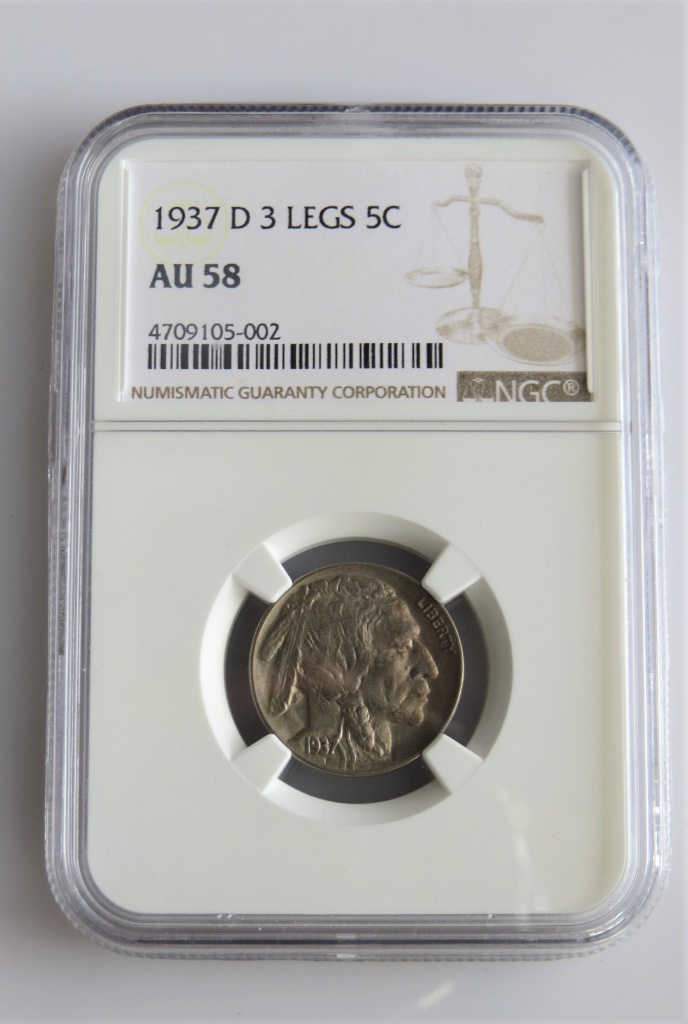 1937 D 3 LEGS 5C
AU 58
4709105-002
NUMISMATIC GUARANTY CORPORATION
NGC®
LIBERTY
1937